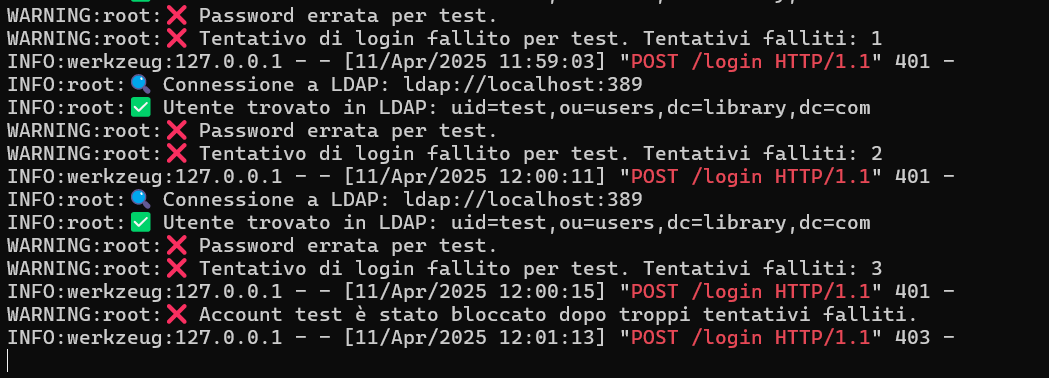 WARNING:root:❌ Password errata per test.
WARNING:root:❌ Tentativo di login fallito per test. Tentativi falliti: 1
INFO:werkzeug:127.0.0.1 - - [11/Apr/2025 11:59:03] "POST /login HTTP/1.1" 401 -
INFO:root:🔍 Connessione a LDAP: ldap://localhost:389
INFO:root:✅ Utente trovato in LDAP: uid=test,ou=users,dc=library,dc=com
WARNING:root:❌ Password errata per test.
WARNING:root:❌ Tentativo di login fallito per test. Tentativi falliti: 2
INFO:werkzeug:127.0.0.1 - - [11/Apr/2025 12:00:11] "POST /login HTTP/1.1" 401 -
INFO:root:🔍 Connessione a LDAP: ldap://localhost:389
INFO:root:✅ Utente trovato in LDAP: uid=test,ou=users,dc=library,dc=com
WARNING:root:❌ Password errata per test.
WARNING:root:❌ Tentativo di login fallito per test. Tentativi falliti: 3
INFO:werkzeug:127.0.0.1 - - [11/Apr/2025 12:00:15] "POST /login HTTP/1.1" 401 -
WARNING:root:❌ Account test è stato bloccato dopo troppi tentativi falliti.
INFO:werkzeug:127.0.0.1 - - [11/Apr/2025 12:01:13] "POST /login HTTP/1.1" 403 -